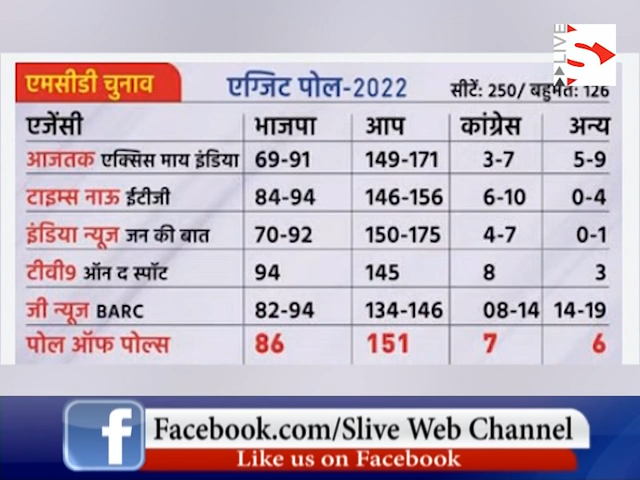 LIVE
एमसीडी चुनाव एग्जिट पोल-2022 सीटें: 250/ बहुमत: 126
एजेंसी भाजपा आप कांग्रेस अन्य
आजतक एक्सिस माय इंडिया 69-91 149-171 3-7 5-9
टाइम्स नाऊ ईटीजी 84-94 146-156 6-10 0-4
इंडिया न्यूज जन की बात 70-92 150-175 4-7 0-1
टीवी9 ऑन द स्पॉट 94 145 8 3
जी न्यूज BARC 82-94 134-146 08-14 14-19
पोल ऑफ पोल्स 86 151 7 6
f Facebook.com/Slive Web Channel
Like us on Facebook